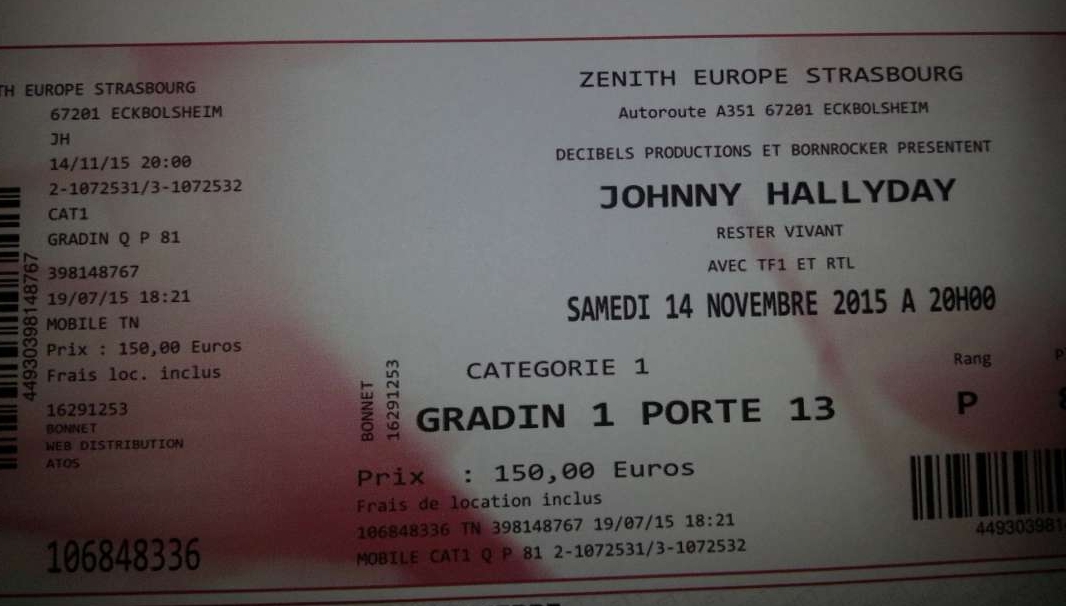 TH EUROPE STRASBOURG
67201 ECKBOLSHEIM
JH
14/11/15 20:00
2-1072531/3-1072532
CAT1
GRADIN Q P 81
398148767
19/07/15 18:21
MOBILE TN
Prix : 150,00 Euros
Frais loc. inclus
16291253
BONNET
WEB DISTRIBUTION
ATOS
106848336
44930398148767
ZENITH EUROPE STRASBOURG
Autoroute A351 67201 ECKBOLSHEIM
DECIBELS PRODUCTIONS ET BORNROCKER PRESENTENT
JOHNNY HALLYDAY
RESTER VIVANT
AVEC TF1 ET RTL
SAMEDI 14 NOVEMBRE 2015 A 20H00
CATEGORIE 1
Rang
P
BONNET
16291253
GRADIN 1 PORTE 13
P
8
Prix : 150,00 Euros
Frais de location inclus
106848336 TN 398148767 19/07/15 18:21
MOBILE CAT1 Q P 81 2-1072531/3-1072532
449303981